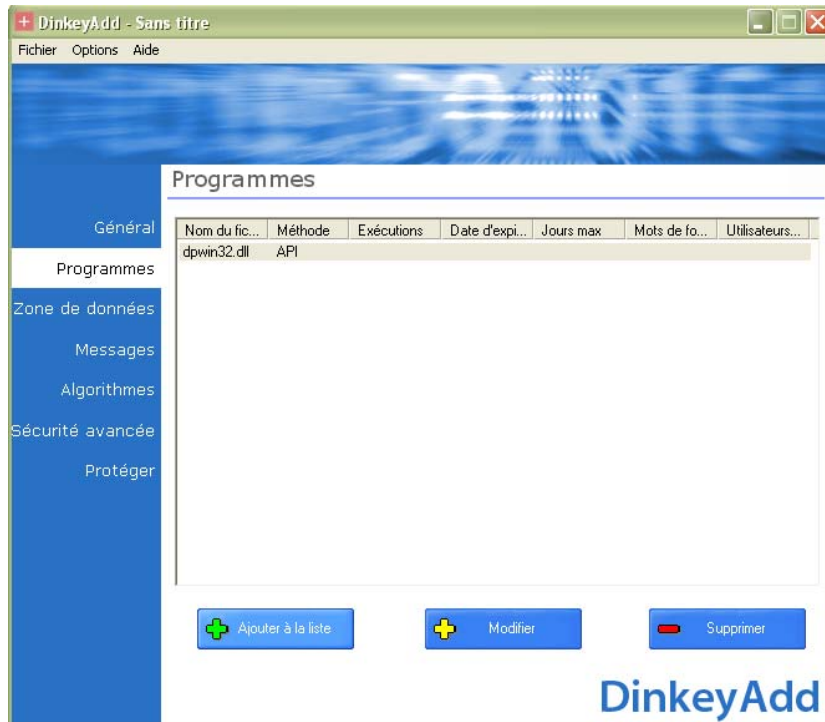 DinkeyAdd - Sans titre
Fichier Options Aide
Programmes
Général
Programmes
Zone de données
Messages
Algorithmes
Sécurité avancée
Protéger
Nom du fic... Méthode Exécutions Date d'expi... Jours max Mots de fo... Utilisateurs...
dpwin32.dll API
Ajouter à la liste Modifier Supprimer
DinkeyAdd